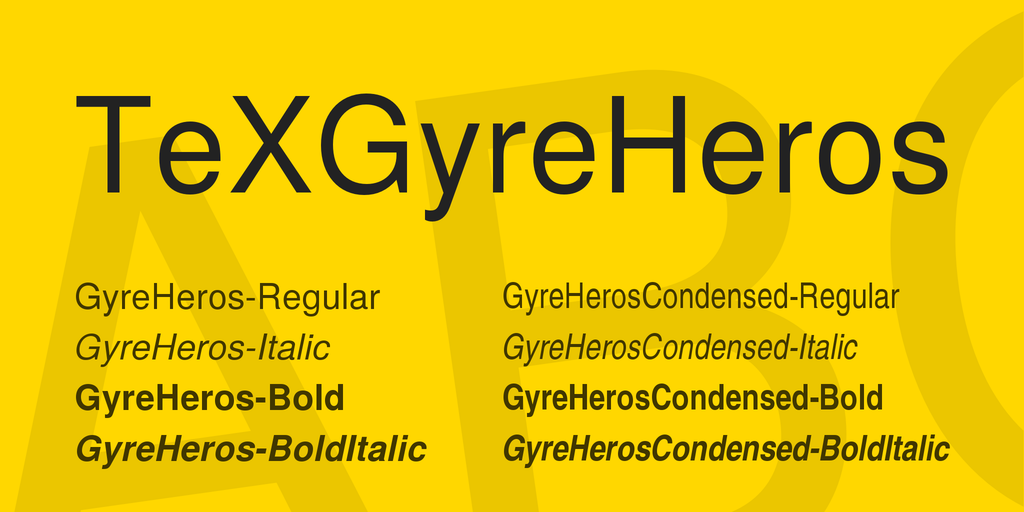 TeXGyreHeros
GyreHeros-Regular
GyreHeros-Italic
GyreHeros-Bold
GyreHeros-BoldItalic
GyreHerosCondensed-Regular
GyreHerosCondensed-Italic
GyreHerosCondensed-Bold
GyreHerosCondensed-BoldItalic
ABC